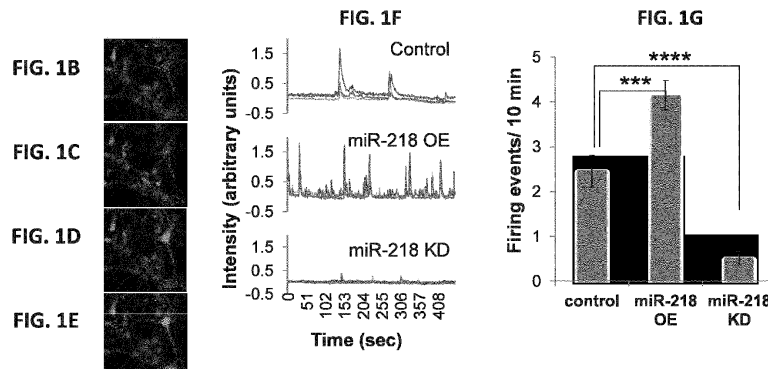 FIG. 1B
FIG. 1C
FIG. 1D
FIG. 1E
FIG. 1F
Intensity (arbitrary units)
1.5
0.5
-0.5
Control
1.5
0.5
-0.5
miR-218 OE
1.5
0.5
-0.5
miR-218 KD
0 51 102 153 204 255 306 357 408
Time (sec)
FIG. 1G
Firing events/ 10 min
5
4
3
2
1
0
****
***
control miR-218 miR-218
OE KD